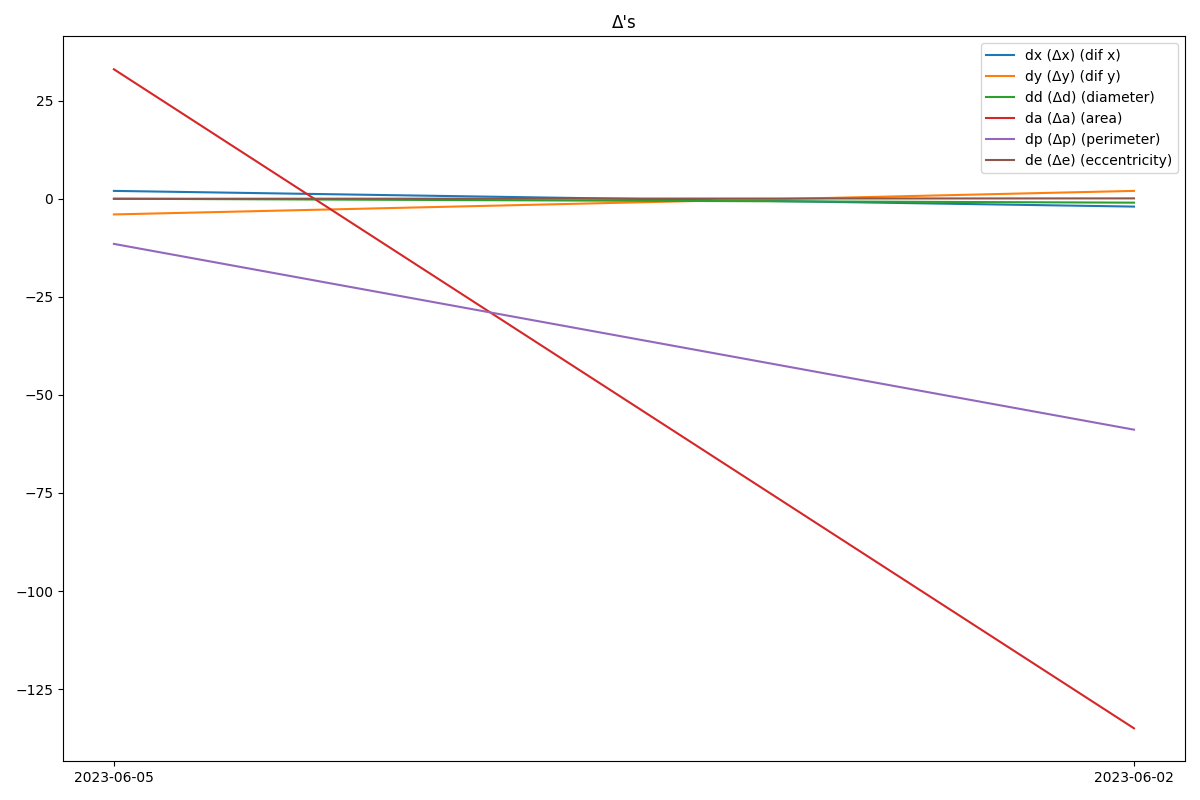 Δ's
dx (Δx) (dif x)
dy (Δy) (dif y)
dd (Δd) (diameter)
da (Δa) (area)
dp (Δp) (perimeter)
de (Δe) (eccentricity)
25
0
−25
−50
−75
−100
−125
2023-06-05
2023-06-02